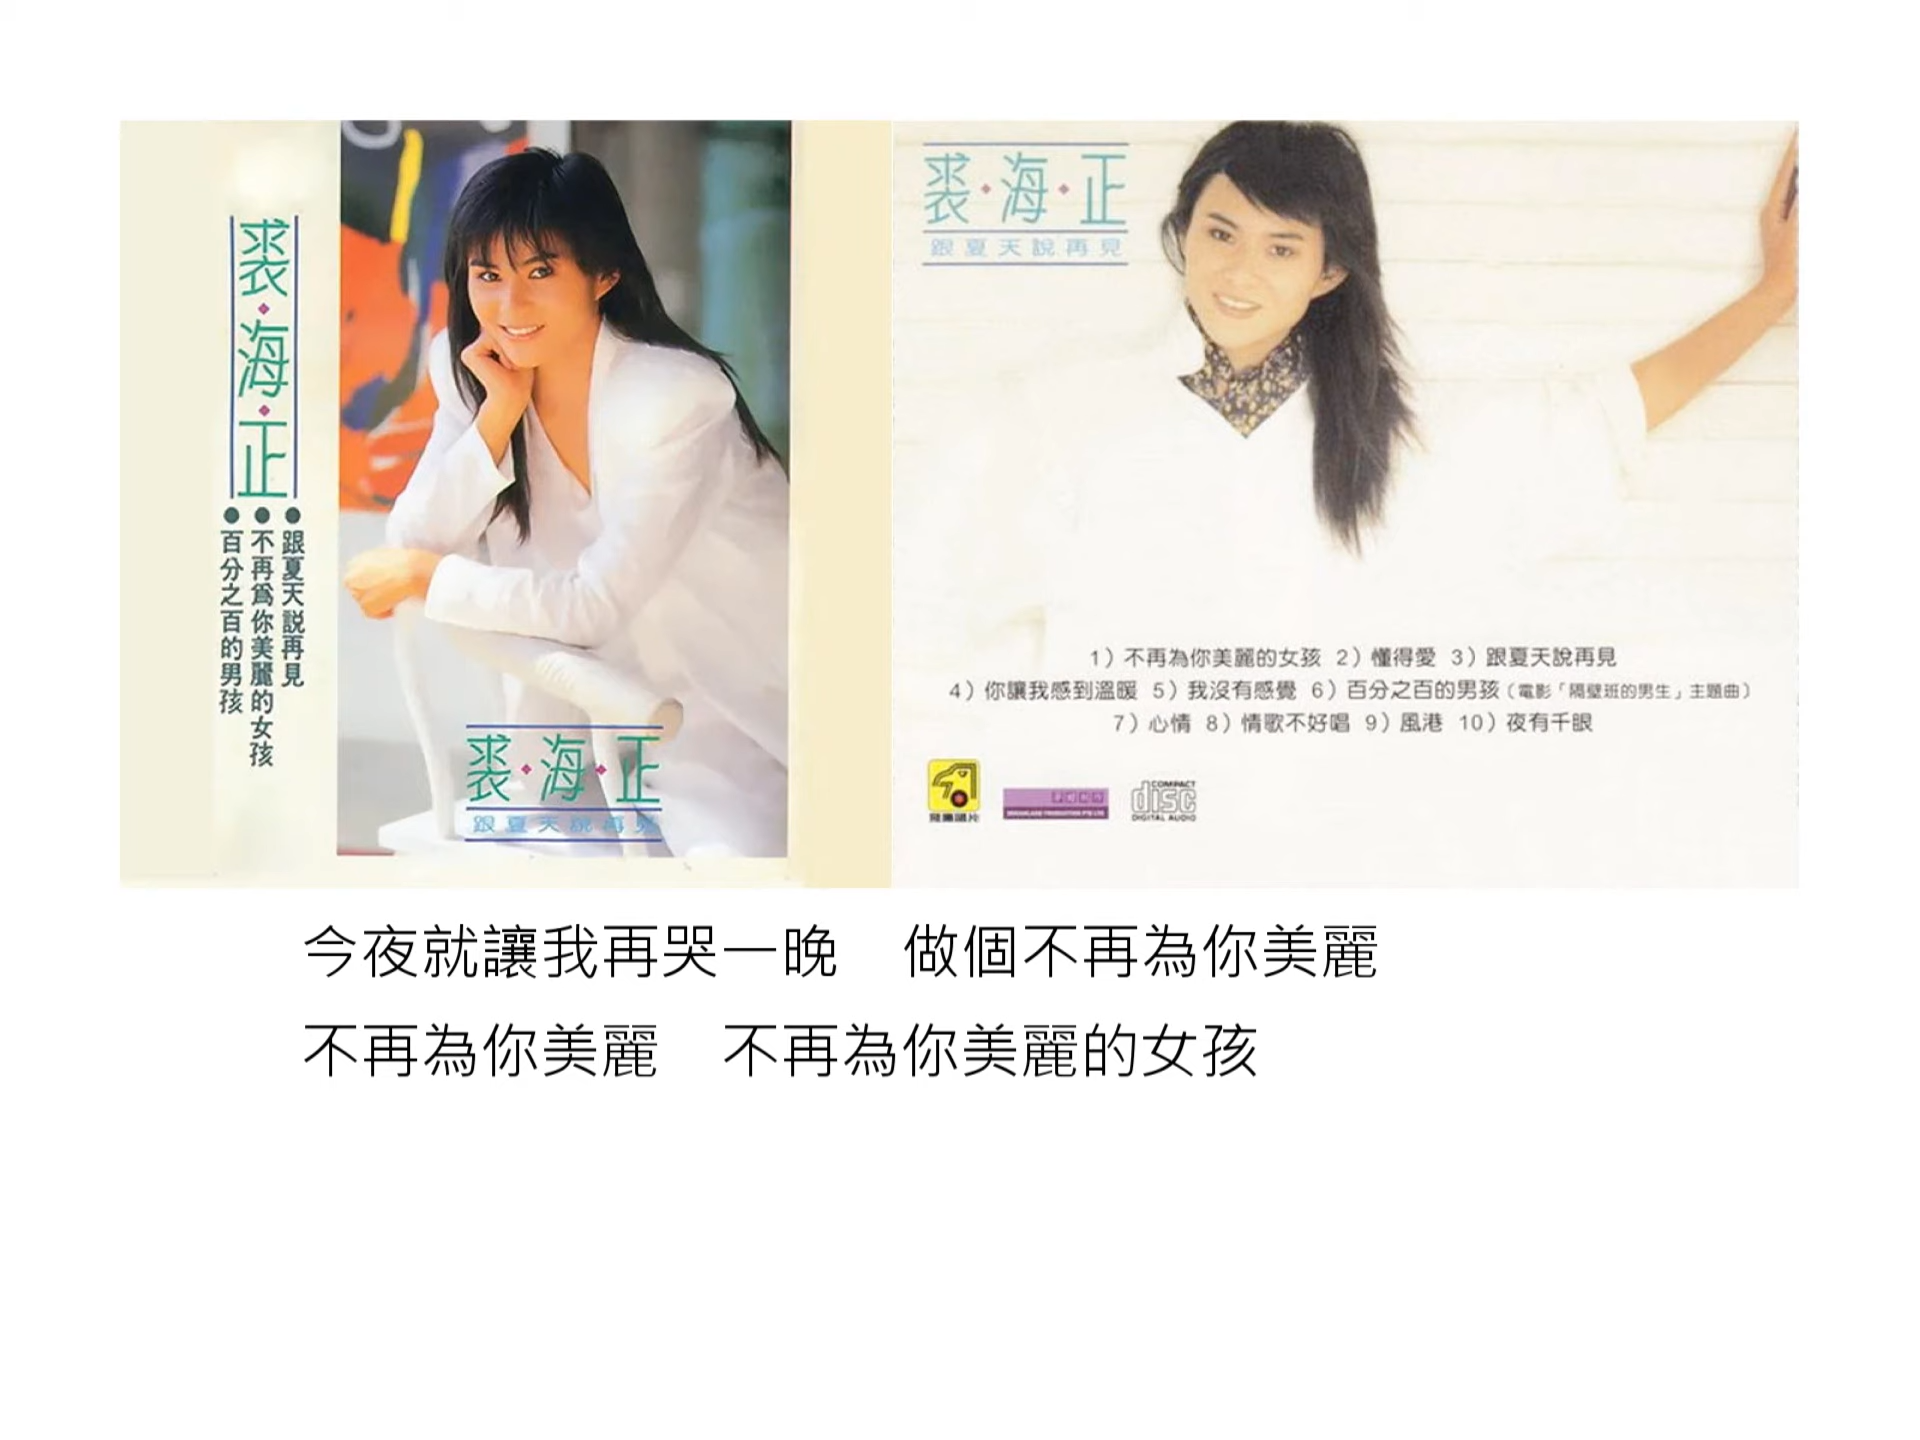 裘·海·正
●跟夏天説再見
●不再爲你美麗的女孩
●百分之百的男孩
裘·海·正
跟夏天說再見
裘·海·正
跟夏天說再見
1）不再為你美麗的女孩 2）懂得愛 3）跟夏天說再見
4）你讓我感到溫暖 5）我沒有感覺 6）百分之百的男孩（電影「隔壁班的男生」主題曲）
7）心情 8）情歌不好唱 9）風港 10）夜有千眼
飛鷹唱片
COMPACT
disc
DIGITAL AUDIO
今夜就讓我再哭一晚　做個不再為你美麗
不再為你美麗　不再為你美麗的女孩